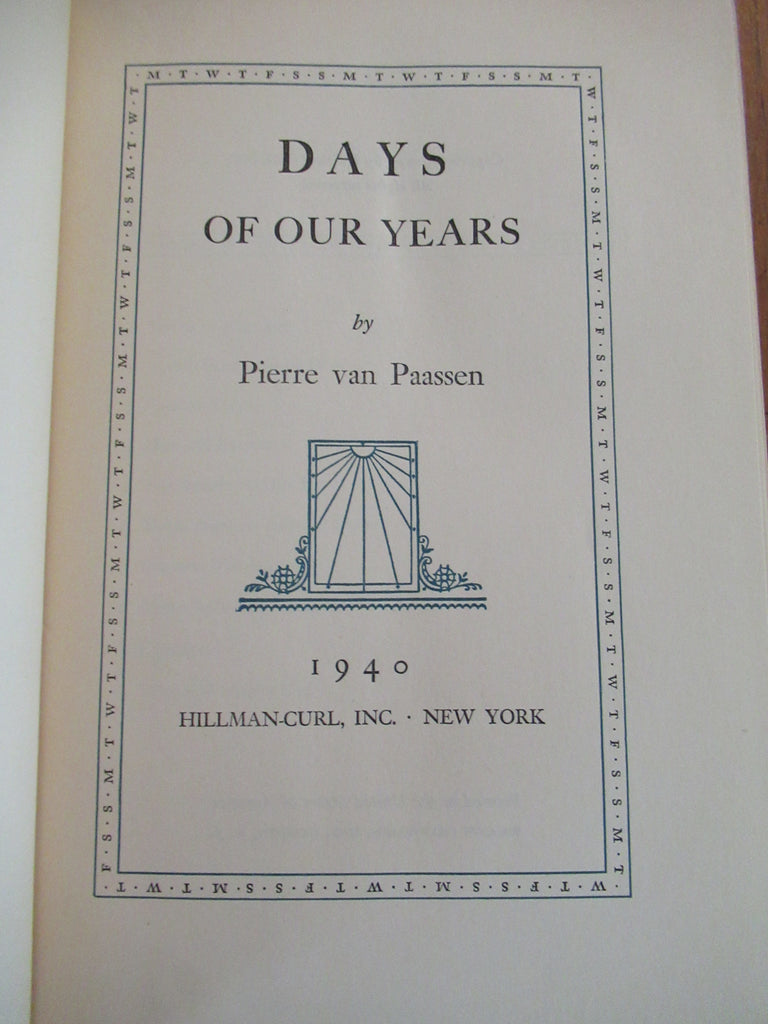 M · T · W · T · F · S · S · M · T · W · T · F · S · S · M · T ·
DAYS
OF OUR YEARS
by
Pierre van Paassen
1940
HILLMAN-CURL, INC. · NEW YORK